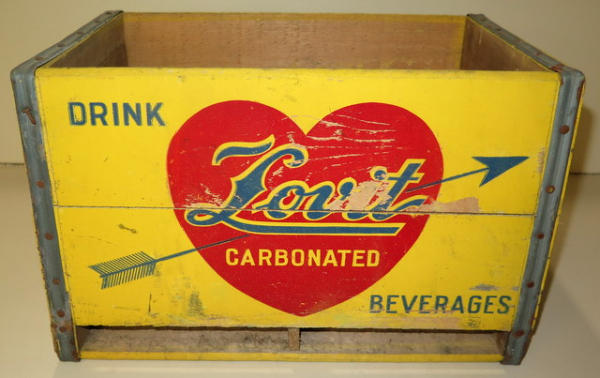 DRINK
Lovit
CARBONATED
BEVERAGES